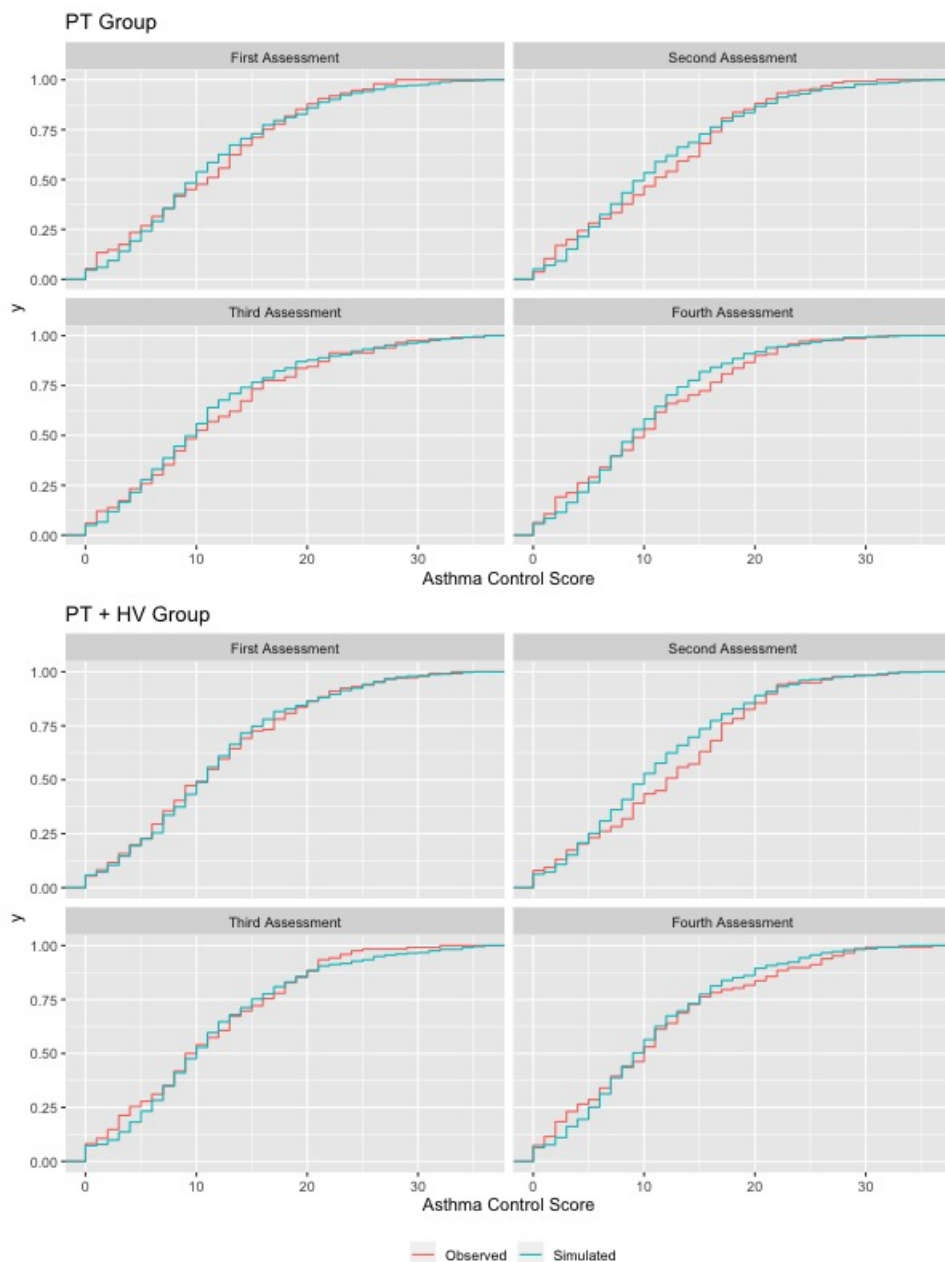 PT Group
First Assessment
Second Assessment
1.00
0.75
0.50
0.25
0.00
y
Third Assessment
Fourth Assessment
1.00
0.75
0.50
0.25
0.00
0 10 20 30 0 10 20 30
Asthma Control Score
PT + HV Group
First Assessment
Second Assessment
1.00
0.75
0.50
0.25
0.00
y
Third Assessment
Fourth Assessment
1.00
0.75
0.50
0.25
0.00
0 10 20 30 0 10 20 30
Asthma Control Score
Observed Simulated